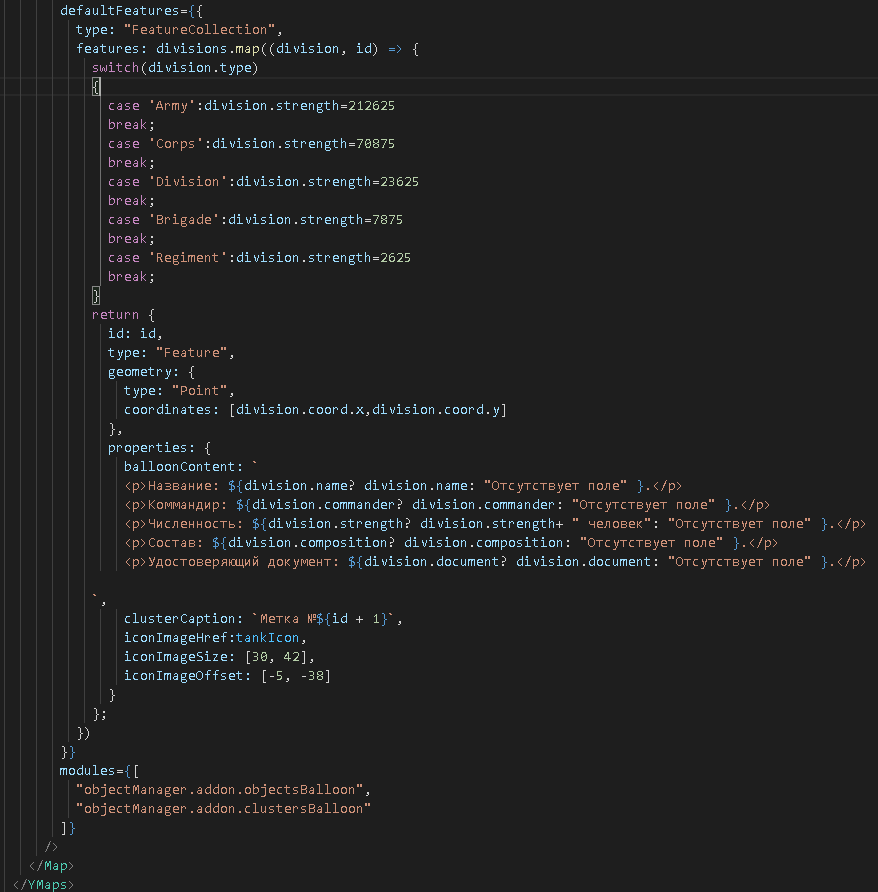 defaultFeatures={{
type: "FeatureCollection",
features: divisions.map((division, id) => {
switch(division.type)
{
case 'Army':division.strength=212625
break;
case 'Corps':division.strength=70875
break;
case 'Division':division.strength=23625
break;
case 'Brigade':division.strength=7875
break;
case 'Regiment':division.strength=2625
break;
}
return {
id: id,
type: "Feature",
geometry: {
type: "Point",
coordinates: [division.coord.x,division.coord.y]
},
properties: {
balloonContent: `
<p>Название: ${division.name? division.name: "Отсутствует поле" }.</p>
<p>Коммандир: ${division.commander? division.commander: "Отсутствует поле" }.</p>
<p>Численность: ${division.strength? division.strength+ " человек": "Отсутствует поле" }.</p>
<p>Состав: ${division.composition? division.composition: "Отсутствует поле" }.</p>
<p>Удостоверяющий документ: ${division.document? division.document: "Отсутствует поле" }.</p>
`,
clusterCaption: `Метка №${id + 1}`,
iconImageHref:tankIcon,
iconImageSize: [30, 42],
iconImageOffset: [-5, -38]
}
};
})
}}
modules={[
"objectManager.addon.objectsBalloon",
"objectManager.addon.clustersBalloon"
]}
/>
</Map>
</YMaps>